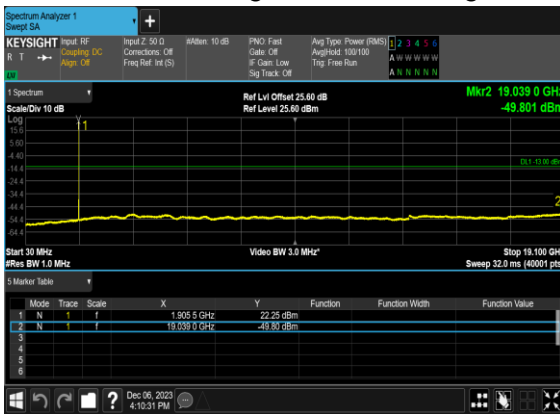 Spectrum Analyzer 1
Swept SA
+
KEYSIGHT Input: RF Input Z: 50 Ω #Atten: 10 dB PNO: Fast Avg Type: Power (RMS) 1 2 3 4 5 6
R T Coupling: DC Corrections: Off Gate: Off Avg|Hold: 100/100 A W W W W W
Align: Off Freq Ref: Int (S) IF Gain: Low Trig: Free Run
LV Sig Track: Off A N N N N N
1 Spectrum Ref Lvl Offset 25.60 dB Mkr2 19.039 0 GHz
Scale/Div 10 dB Ref Level 25.60 dBm -49.801 dBm
Log
15.6
5.60
-4.40
-14.4
-24.4
-34.4
-44.4
-54.4
-64.4
1
DL1 -13.00 dBm
2
Start 30 MHz Video BW 3.0 MHz* Stop 19.100 GHz
#Res BW 1.0 MHz Sweep 32.0 ms (40001 pts)
5 Marker Table
Mode Trace Scale X Y Function Function Width Function Value
1 N 1 f 1.905 5 GHz 22.25 dBm
2 N 1 f 19.039 0 GHz -49.80 dBm
3
4
5
6
? Dec 06, 2023
4:10:31 PM